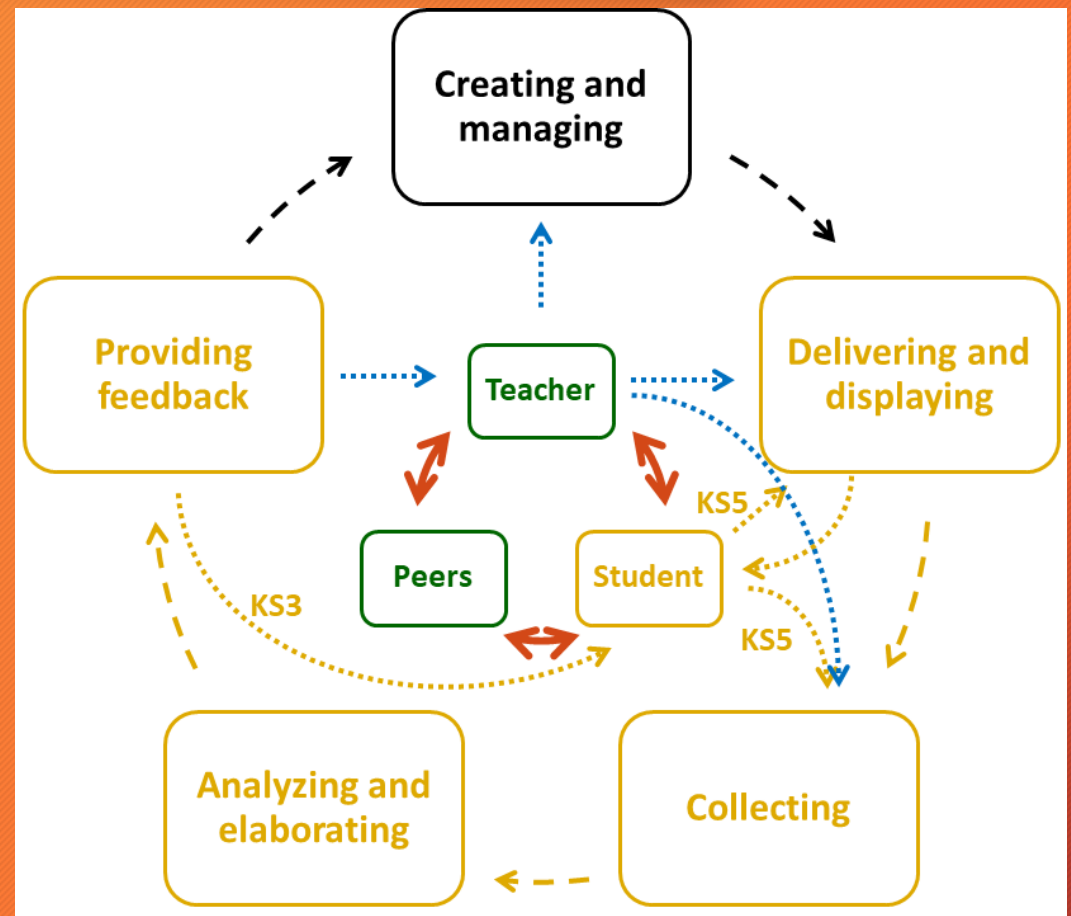 Creating and
managing
Providing
feedback
Teacher
Delivering and
displaying
KS5
Peers
Student
KS3
KS5
Analyzing and
elaborating
Collecting